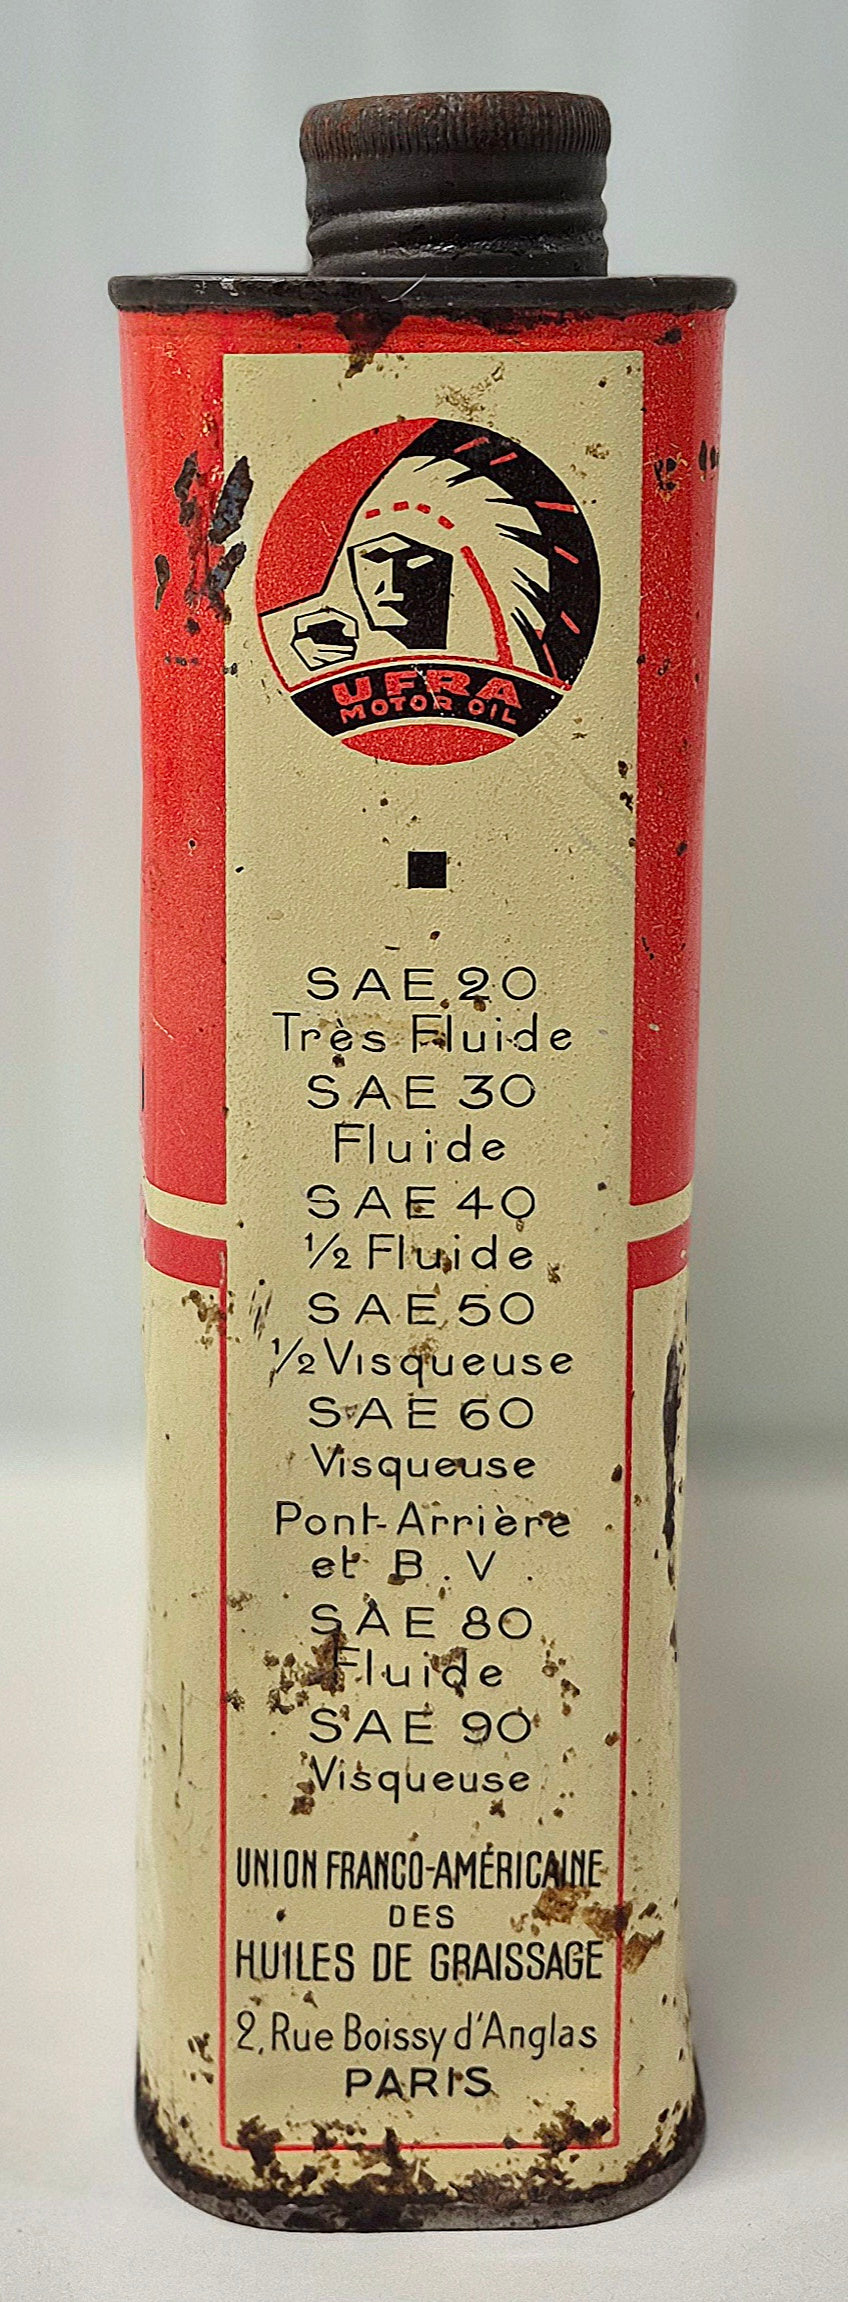 UFRA
MOTOR OIL
SAE 20
Très Fluide
SAE 30
Fluide
SAE 40
½ Fluide
SAE 50
½ Visqueuse
SAE 60
Visqueuse
Pont-Arrière
et B.V.
SAE 80
Fluide
SAE 90
Visqueuse
UNION FRANCO-AMÉRICAINE
DES
HUILES DE GRAISSAGE
2, Rue Boissy d'Anglas
PARIS